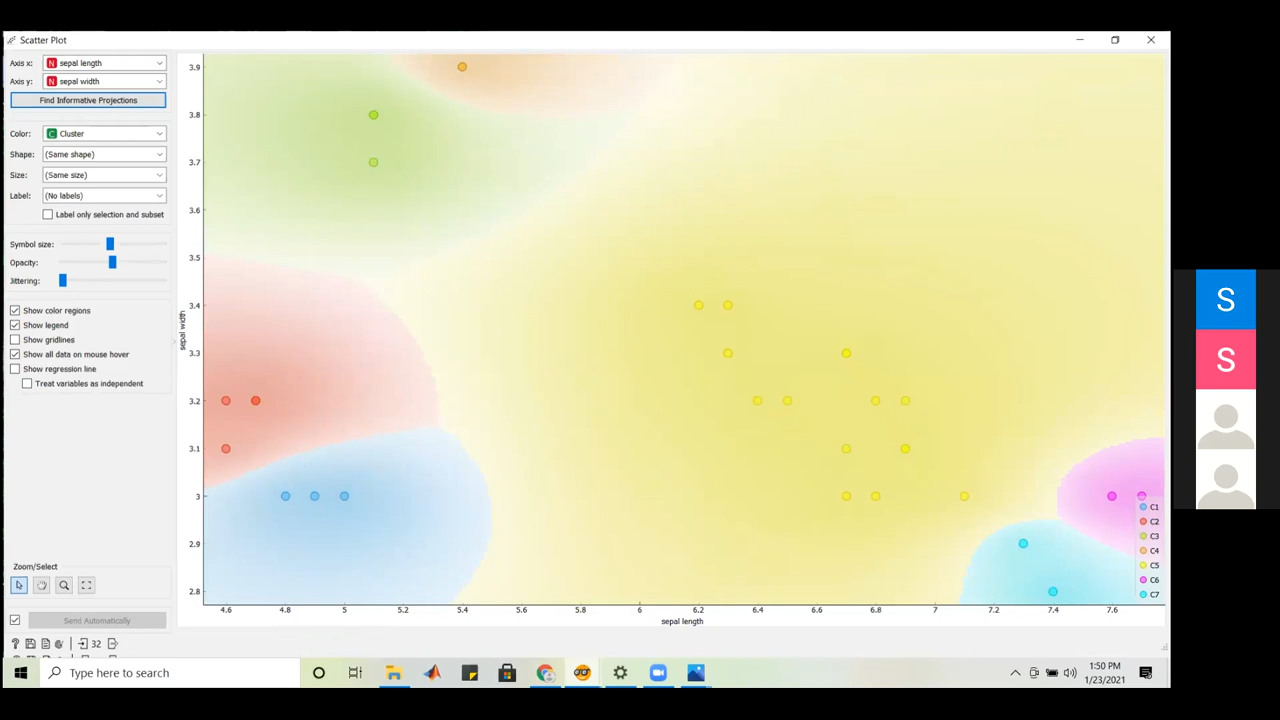 Scatter Plot
Axis x: N sepal length
Axis y: N sepal width
Find Informative Projections
Color: C Cluster
Shape: (Same shape)
Size: (Same size)
Label: (No labels)
Label only selection and subset
Symbol size:
Opacity:
Jittering:
Show color regions
Show legend
Show gridlines
Show all data on mouse hover
Show regression line
Treat variables as independent
Zoom/Select
Send Automatically
32
sepal width
3.9
3.8
3.7
3.6
3.5
3.4
3.3
3.2
3.1
3
2.9
2.8
4.6 4.8 5 5.2 5.4 5.6 5.8 6 6.2 6.4 6.6 6.8 7 7.2 7.4 7.6
sepal length
C1
C2
C3
C4
C5
C6
C7
S
S
Type here to search
1:50 PM
1/23/2021